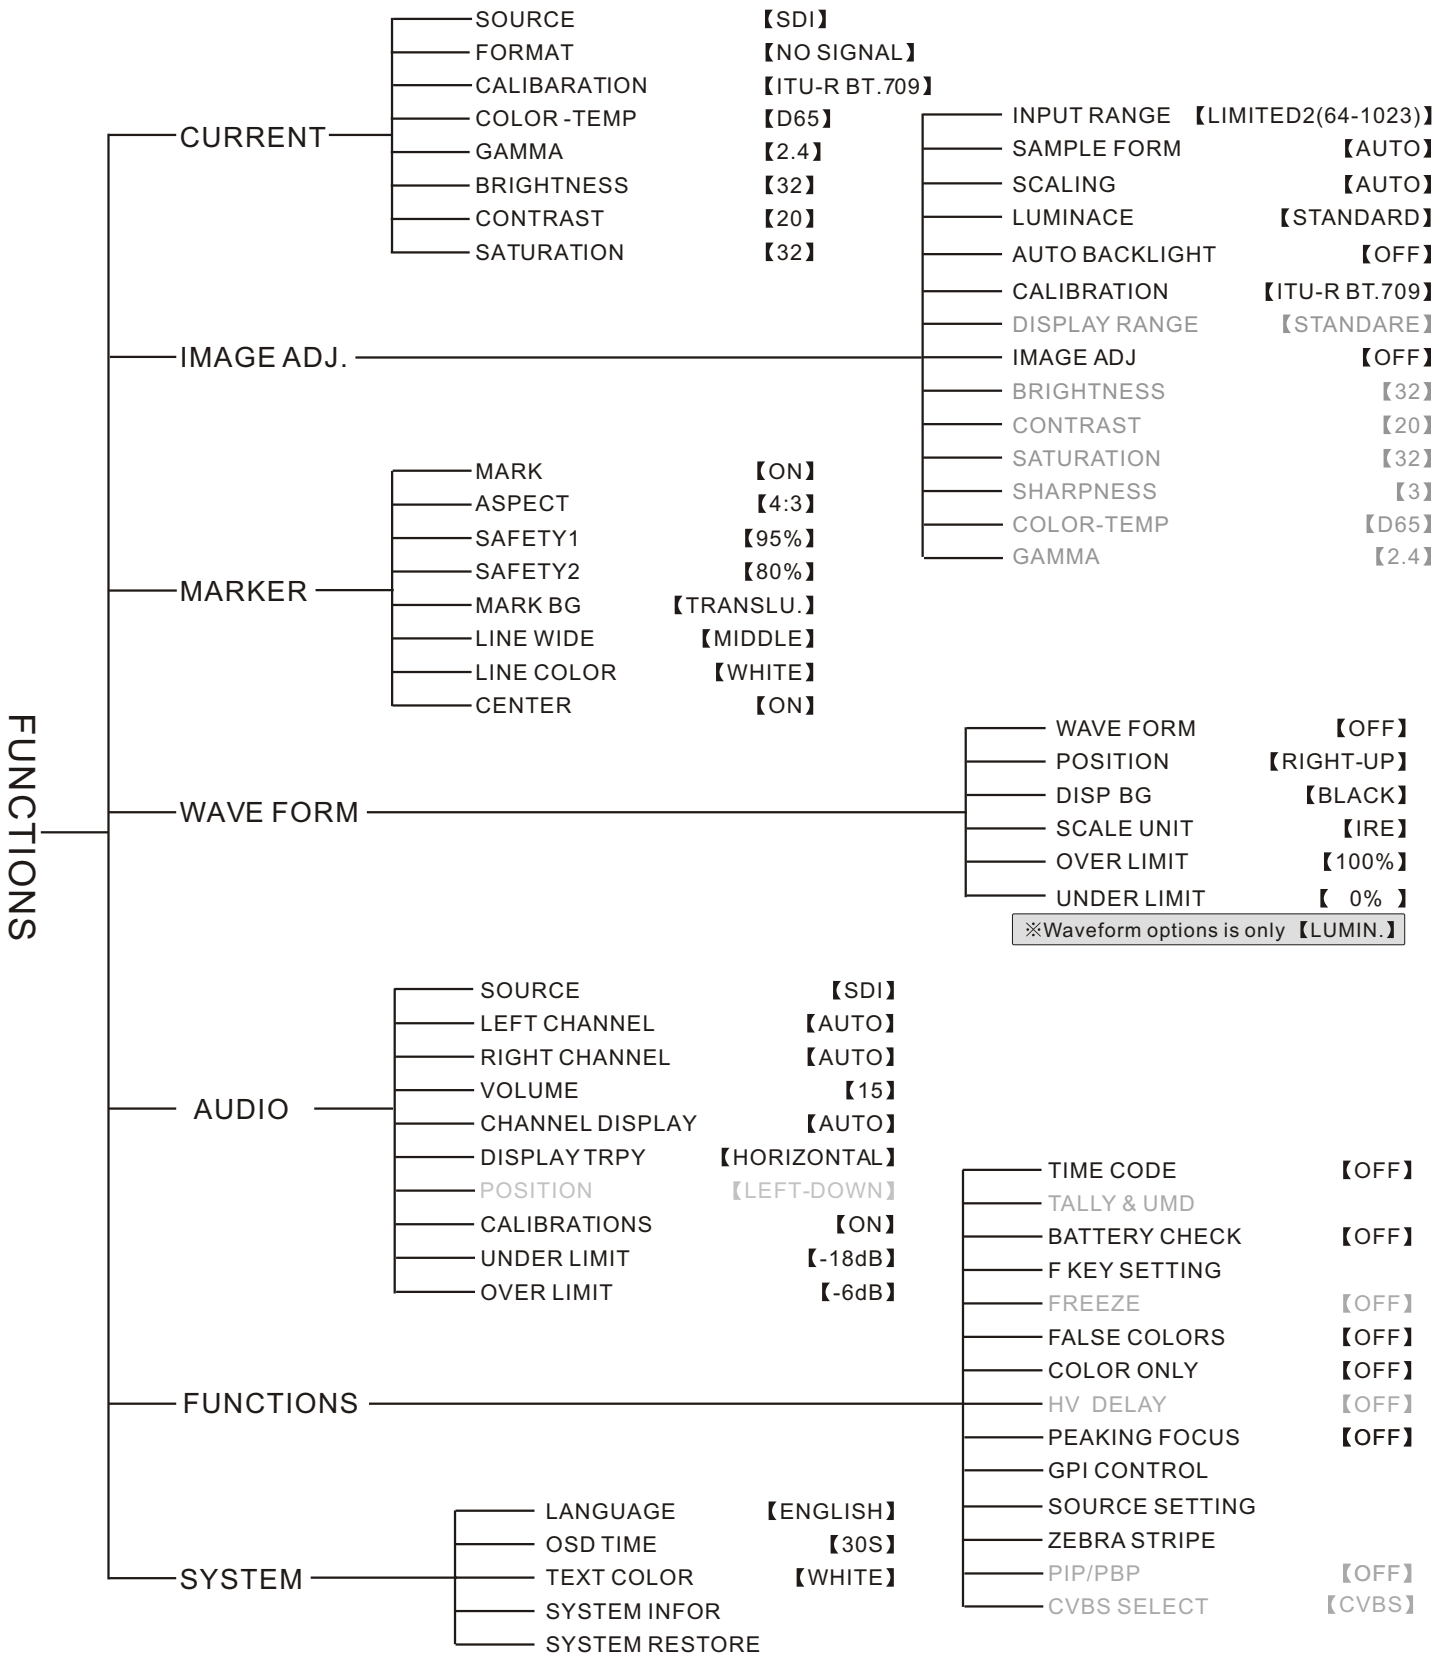 FUNCTIONS
CURRENT
SOURCE 【SDI】
FORMAT 【NO SIGNAL】
CALIBARATION 【ITU-R BT.709】
COLOR-TEMP 【D65】
GAMMA 【2.4】
BRIGHTNESS 【32】
CONTRAST 【20】
SATURATION 【32】
IMAGE ADJ.
INPUT RANGE 【LIMITED2(64-1023)】
SAMPLE FORM 【AUTO】
SCALING 【AUTO】
LUMINACE 【STANDARD】
AUTO BACKLIGHT 【OFF】
CALIBRATION 【ITU-R BT.709】
DISPLAY RANGE 【STANDARE】
IMAGE ADJ 【OFF】
BRIGHTNESS 【32】
CONTRAST 【20】
SATURATION 【32】
SHARPNESS 【3】
COLOR-TEMP 【D65】
GAMMA 【2.4】
MARKER
MARK 【ON】
ASPECT 【4:3】
SAFETY1 【95%】
SAFETY2 【80%】
MARK BG 【TRANSLU.】
LINE WIDE 【MIDDLE】
LINE COLOR 【WHITE】
CENTER 【ON】
WAVE FORM
WAVE FORM 【OFF】
POSITION 【RIGHT-UP】
DISP BG 【BLACK】
SCALE UNIT 【IRE】
OVER LIMIT 【100%】
UNDER LIMIT 【 0% 】
※Waveform options is only 【LUMIN.】
AUDIO
SOURCE 【SDI】
LEFT CHANNEL 【AUTO】
RIGHT CHANNEL 【AUTO】
VOLUME 【15】
CHANNEL DISPLAY 【AUTO】
DISPLAY TRPY 【HORIZONTAL】
POSITION 【LEFT-DOWN】
CALIBRATIONS 【ON】
UNDER LIMIT 【-18dB】
OVER LIMIT 【-6dB】
FUNCTIONS
TIME CODE 【OFF】
TALLY & UMD
BATTERY CHECK 【OFF】
F KEY SETTING
FREEZE 【OFF】
FALSE COLORS 【OFF】
COLOR ONLY 【OFF】
HV DELAY 【OFF】
PEAKING FOCUS 【OFF】
GPI CONTROL
SOURCE SETTING
ZEBRA STRIPE
PIP/PBP 【OFF】
CVBS SELECT 【CVBS】
SYSTEM
LANGUAGE 【ENGLISH】
OSD TIME 【30S】
TEXT COLOR 【WHITE】
SYSTEM INFOR
SYSTEM RESTORE